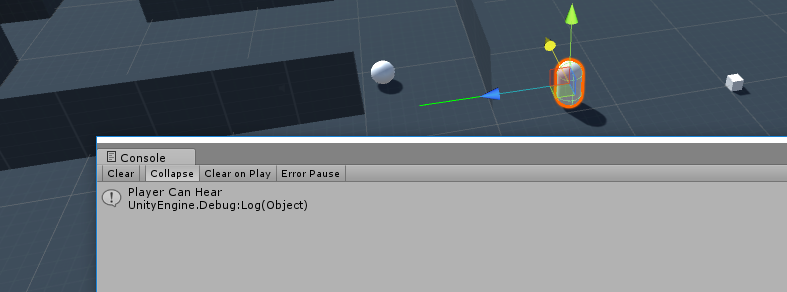 Console
Clear Collapse Clear on Play Error Pause
Player Can Hear
UnityEngine.Debug:Log(Object)